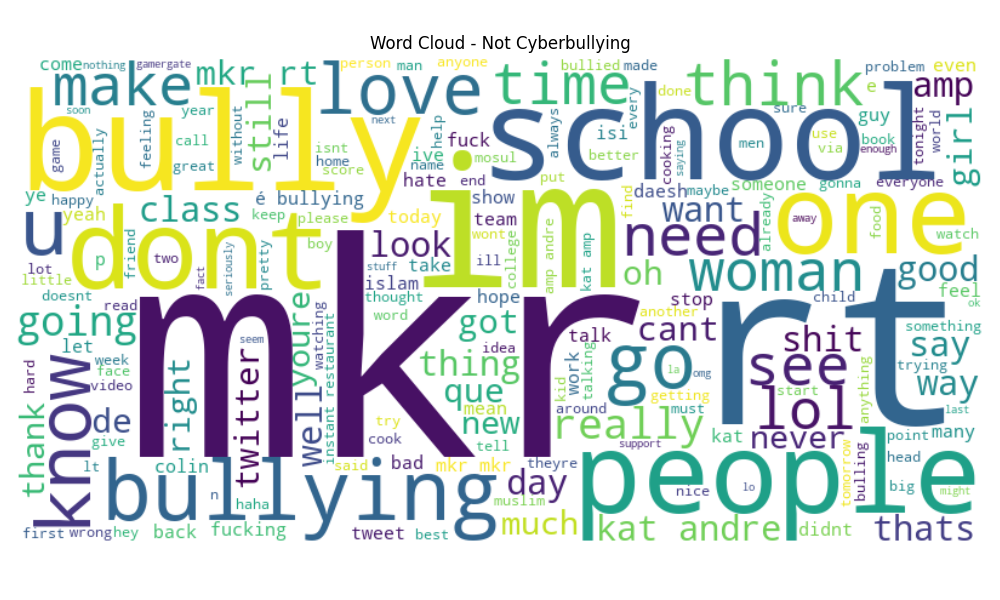 Word Cloud - Not Cyberbullying
come nothing gamergate person man anyone bullied made problem even
make mkr rt love time think amp
bully school
soon year still life without call great isnt home score next help name fuck mosul always better isi every done cooking saying men sure guy use via book enough tonight world girl
game actually feeling ive hate end put
ye happy yeah é bullying keep please today show team wont daesh maybe someone gonna everyone already away food watch
u dont class im want need one
lot little p friend two fact seriously pretty boy look stuff take ill college amp andre kat amp find oh woman good feel ok
islam thought word hope
doesnt read going mkr rt got idea talk cant stop another child something
let seem watching instant restaurant youre thing go see shit say
hard week face video right twitter well que mean kid work talking la omg getting must start anything trying way last
know de new around really lol
thank give lt colin n haha try cook tell kat never point many
said bad mkr mkr theyre support tomorrow bulling head
bullying muslim day nice lo people big might
first wrong hey back fucking tweet best much kat andre didnt thats